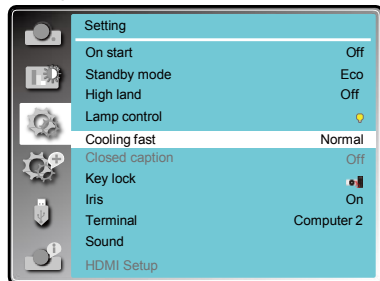 Setting
On start Off
Standby mode Eco
High land Off
Lamp control
Cooling fast Normal
Closed caption Off
Key lock
Iris On
Terminal Computer 2
Sound
HDMI Setup